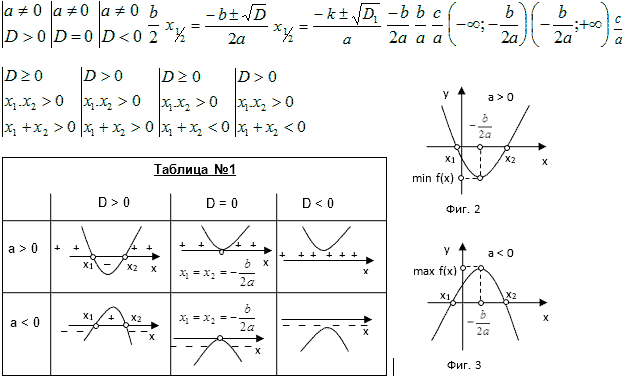 a ≠ 0 a ≠ 0 a ≠ 0 b/2 x₁/₂ = (−b ± √D)/2a x₁/₂ = (−k ± √D₁)/a −b/2a b/a c/a (−∞; −b/2a) (−b/2a; +∞) c/a
D > 0 D = 0 D < 0
D ≥ 0 D > 0 D ≥ 0 D > 0
x₁.x₂ > 0 x₁.x₂ > 0 x₁.x₂ > 0 x₁.x₂ > 0
x₁ + x₂ > 0 x₁ + x₂ > 0 x₁ + x₂ < 0 x₁ + x₂ < 0
y a > 0
−b/2a
x₁ x₂ x
min f(x)
Фиг. 2
Таблица №1
D > 0 D = 0 D < 0
a > 0
+ + − + + x₁ x₂ x
+ + + + x
x₁ = x₂ = −b/2a
+ + + + + + x
a < 0
x₁ + x₂ x − − − −
x₁ = x₂ = −b/2a
x
− − − − − −
− − − − − − x
y a < 0
max f(x)
x₁ x₂ x
−b/2a
Фиг. 3